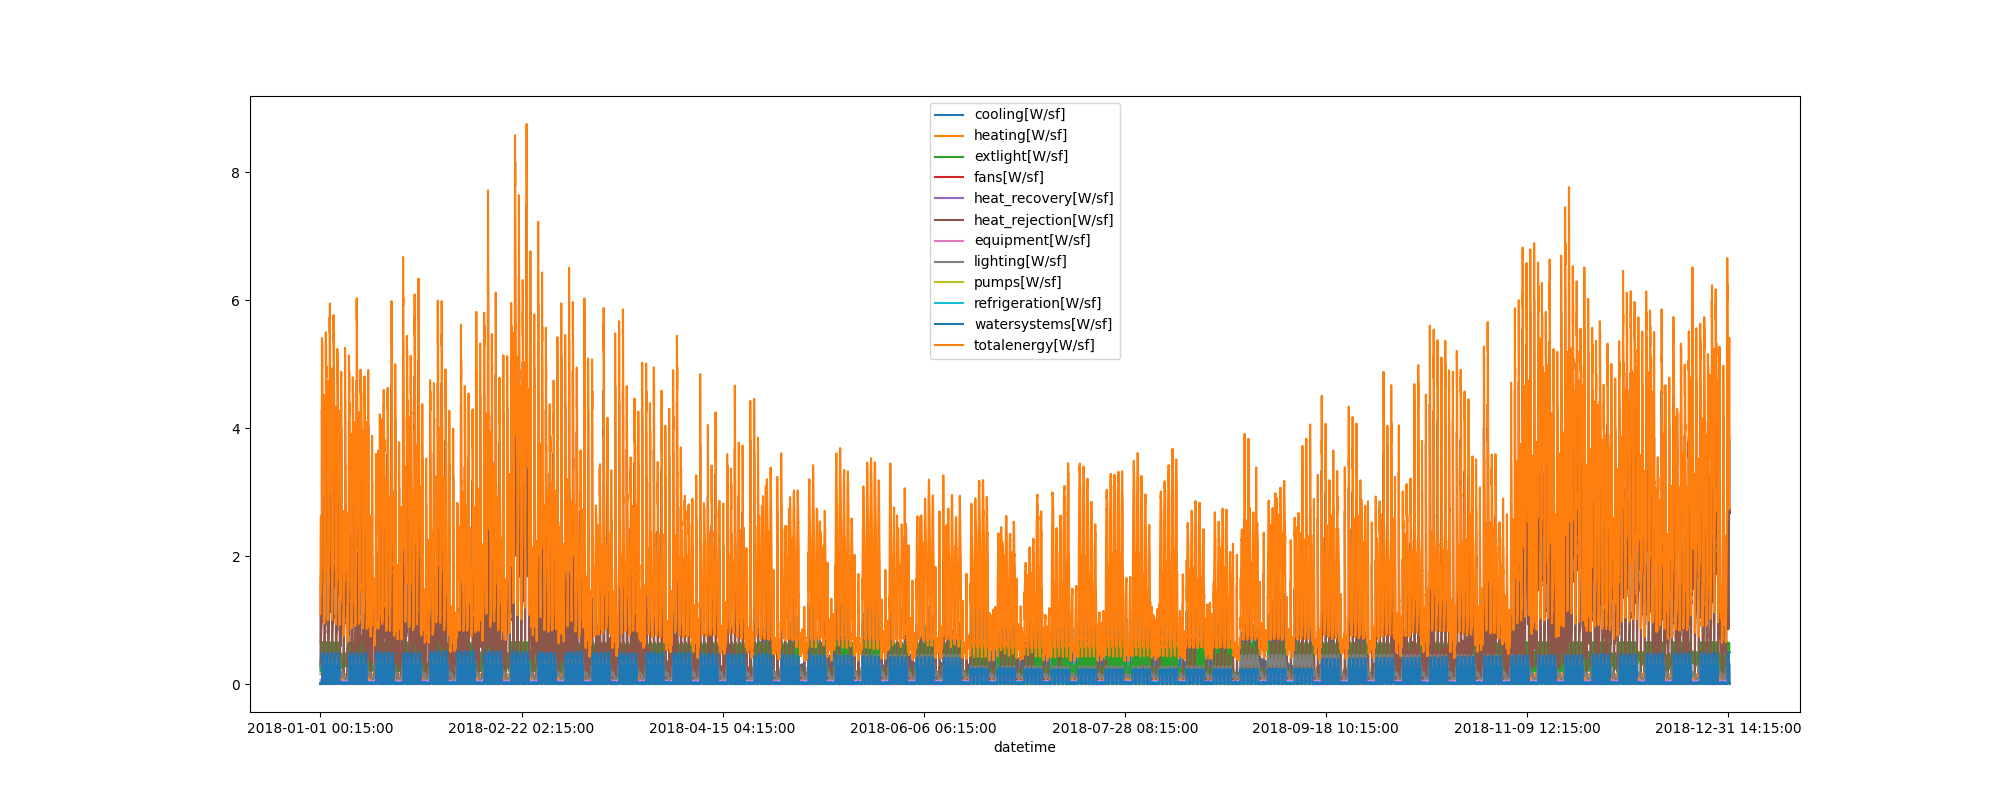 cooling[W/sf]
heating[W/sf]
extlight[W/sf]
fans[W/sf]
heat_recovery[W/sf]
heat_rejection[W/sf]
equipment[W/sf]
lighting[W/sf]
pumps[W/sf]
refrigeration[W/sf]
watersystems[W/sf]
totalenergy[W/sf]
8
6
4
2
0
2018-01-01 00:15:00 2018-02-22 02:15:00 2018-04-15 04:15:00 2018-06-06 06:15:00 2018-07-28 08:15:00 2018-09-18 10:15:00 2018-11-09 12:15:00 2018-12-31 14:15:00
datetime